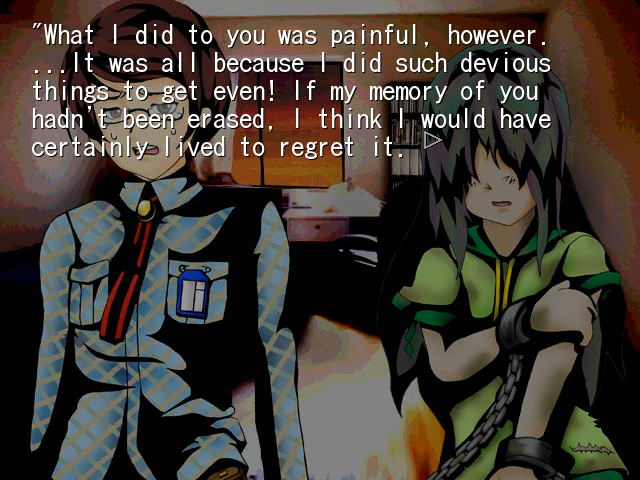 "What I did to you was painful, however.
...It was all because I did such devious
things to get even! If my memory of you
hadn't been erased, I think I would have
certainly lived to regret it.